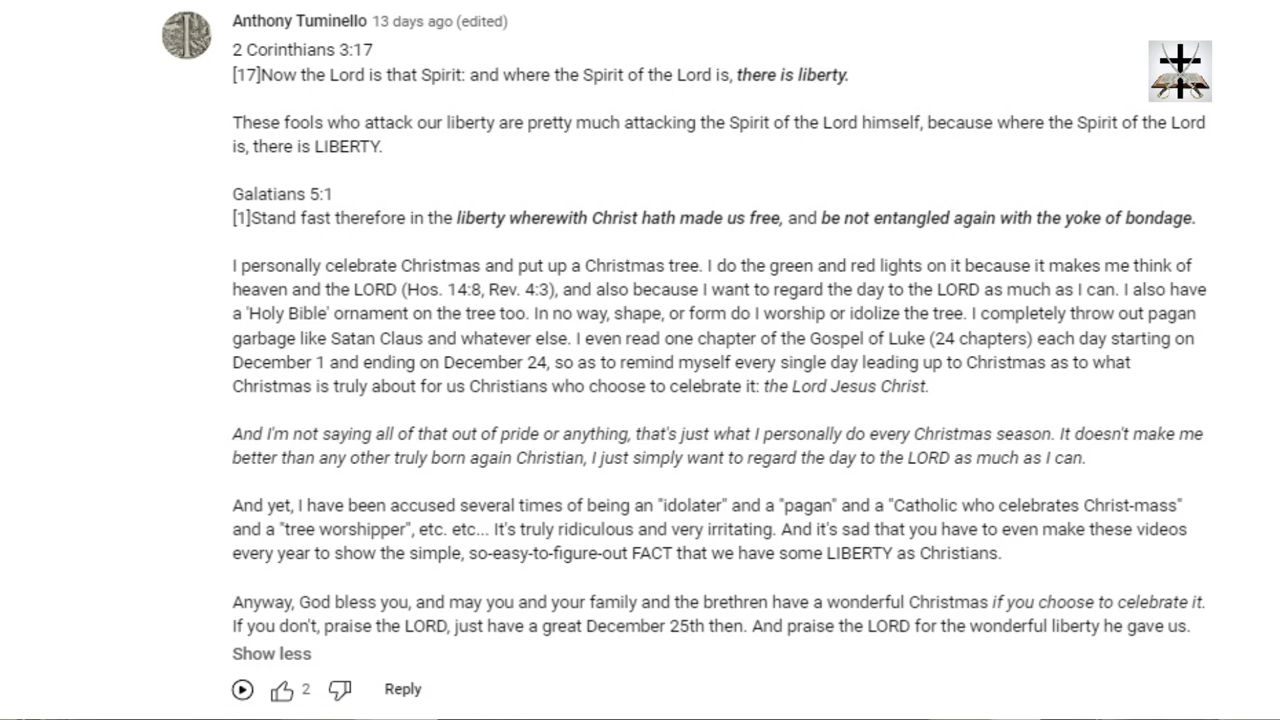 Anthony Tuminello 13 days ago (edited)
2 Corinthians 3:17
[17]Now the Lord is that Spirit: and where the Spirit of the Lord is, there is liberty.
These fools who attack our liberty are pretty much attacking the Spirit of the Lord himself, because where the Spirit of the Lord
is, there is LIBERTY.
Galatians 5:1
[1]Stand fast therefore in the liberty wherewith Christ hath made us free, and be not entangled again with the yoke of bondage.
I personally celebrate Christmas and put up a Christmas tree. I do the green and red lights on it because it makes me think of
heaven and the LORD (Hos. 14:8, Rev. 4:3), and also because I want to regard the day to the LORD as much as I can. I also have
a 'Holy Bible' ornament on the tree too. In no way, shape, or form do I worship or idolize the tree. I completely throw out pagan
garbage like Satan Claus and whatever else. I even read one chapter of the Gospel of Luke (24 chapters) each day starting on
December 1 and ending on December 24, so as to remind myself every single day leading up to Christmas as to what
Christmas is truly about for us Christians who choose to celebrate it: the Lord Jesus Christ.
And I'm not saying all of that out of pride or anything, that's just what I personally do every Christmas season. It doesn't make me
better than any other truly born again Christian, I just simply want to regard the day to the LORD as much as I can.
And yet, I have been accused several times of being an "idolater" and a "pagan" and a "Catholic who celebrates Christ-mass"
and a "tree worshipper", etc. etc... It's truly ridiculous and very irritating. And it's sad that you have to even make these videos
every year to show the simple, so-easy-to-figure-out FACT that we have some LIBERTY as Christians.
Anyway, God bless you, and may you and your family and the brethren have a wonderful Christmas if you choose to celebrate it.
If you don't, praise the LORD, just have a great December 25th then. And praise the LORD for the wonderful liberty he gave us.
Show less
2 Reply